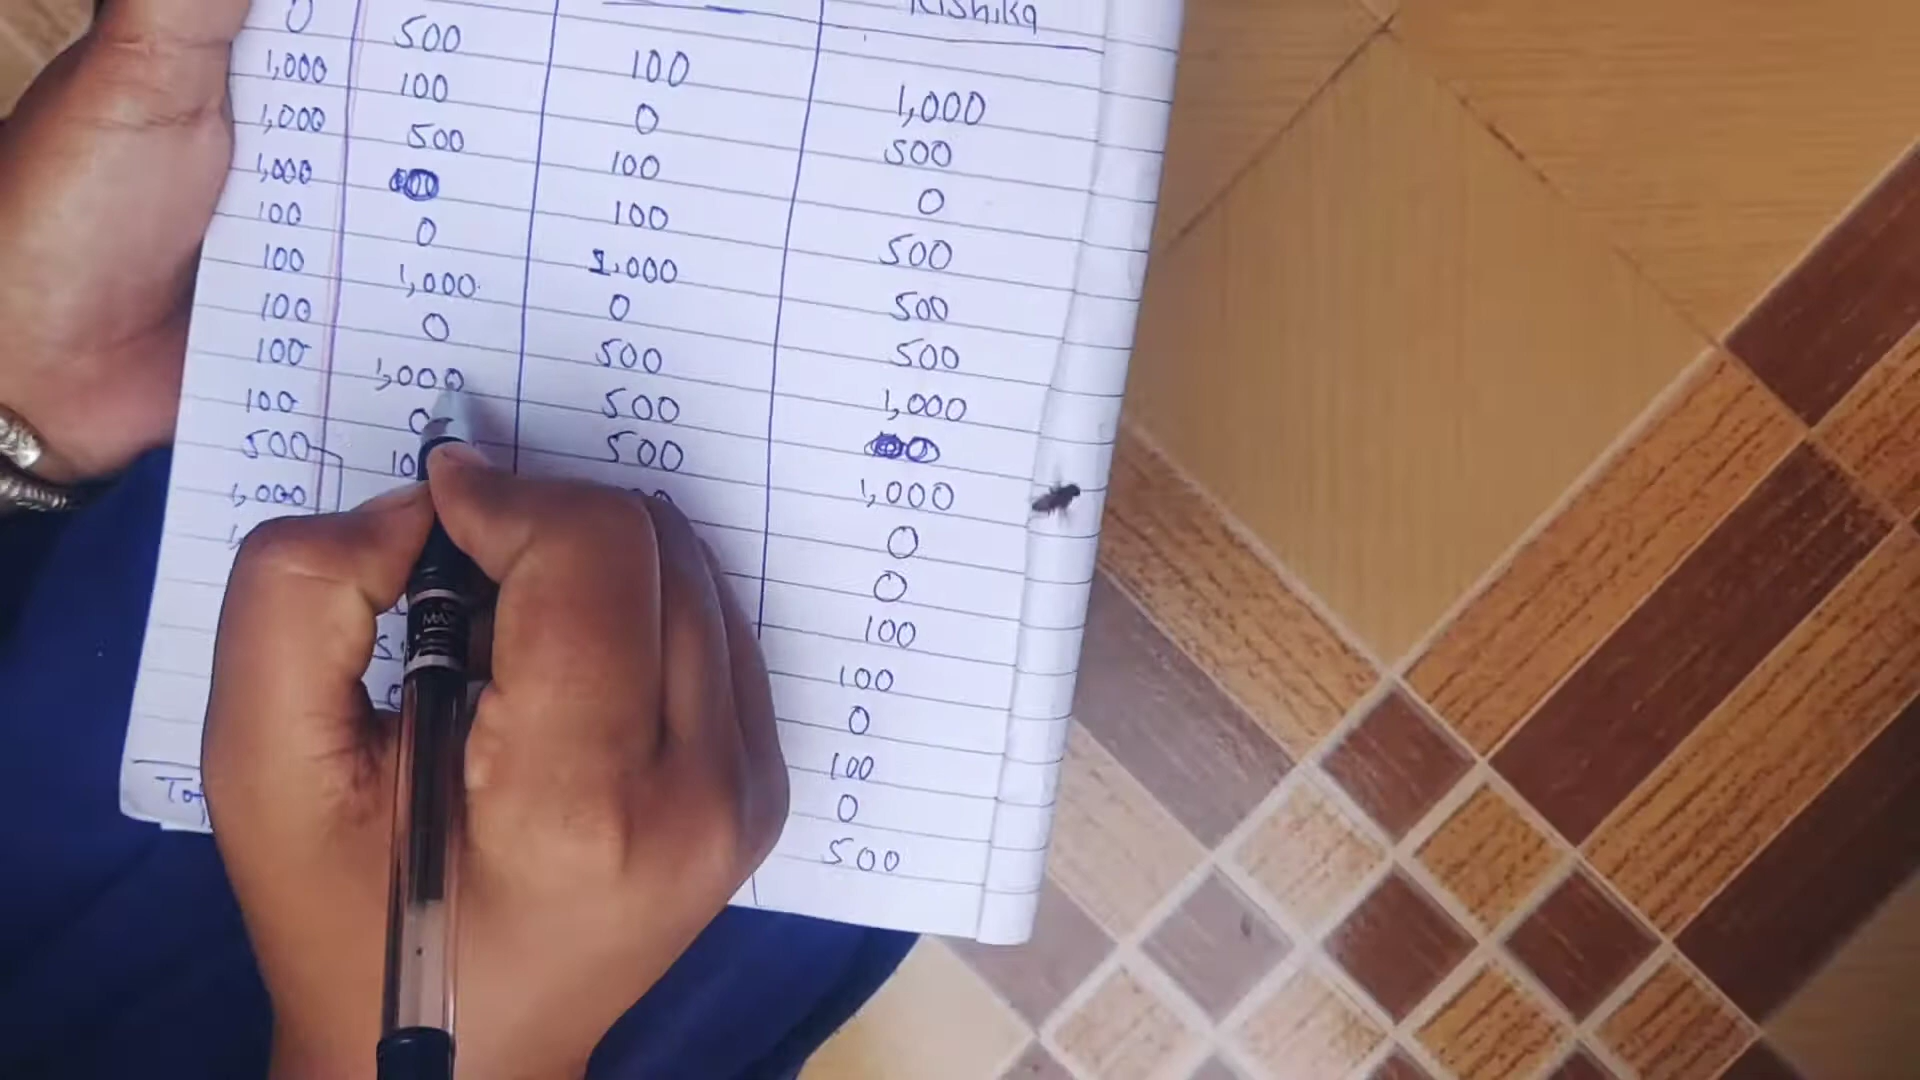 Rishika
0 500 100 1,000
1,000 100 0 500
1,000 500 100 0
1,000 100 500
100 0 1,000 500
100 1,000 0 500
100 0 500 1,000
100 1,000 500
100 0 500 1,000
500 0
1,000 0
100
100
0
100
0
500